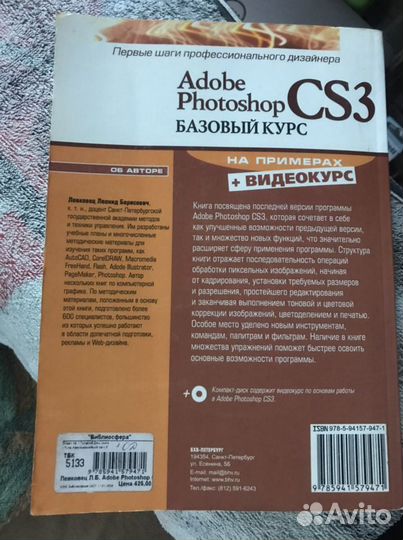 Первые шаги профессионального дизайнера
Adobe
Photoshop CS3
БАЗОВЫЙ КУРС
НА ПРИМЕРАХ
+ ВИДЕОКУРС
ОБ АВТОРЕ
Левковец Леонид Борисович,
к. т. н., доцент Санкт-Петербургской
государственной академии методов
и техники управления. Им разработаны
учебные планы и многочисленные
методические материалы для
изучения таких программ, как
AutoCAD, CorelDRAW, Macromedia
FreeHand, Flash, Adobe Illustrator,
PageMaker, Photoshop. Автор
нескольких книг по компьютерной
графике. По методическим
материалам, положенным в основу
этой книги, подготовлено более
600 специалистов, большинство
из которых успешно работают
в области допечатной подготовки,
рекламы и Web-дизайна.
Книга посвящена последней версии программы
Adobe Photoshop CS3, которая сочетает в себе
как улучшенные возможности предыдущей версии,
так и множество новых функций, что значительно
расширяет сферу применения программы. Структура
книги отражает последовательность операций
обработки пиксельных изображений, начиная
от кадрирования, установки требуемых размеров
и разрешения, простейшего редактирования
и заканчивая выполнением тоновой и цветовой
коррекции изображений, цветоделением и печатью.
Особое место уделено новым инструментам,
командам, палитрам и фильтрам. Наличие в книге
множества упражнений поможет быстрее освоить
основные возможности программы.
+ Компакт-диск содержит видеокурс по основам работы
в Adobe Photoshop CS3.
БХВ-ПЕТЕРБУРГ
194354, Санкт-Петербург
ул. Есенина, 5Б
E-mail: mail@bhv.ru
Internet: www.bhv.ru
Тел./факс: (812) 591-6243
ISBN 978-5-94157-947-1
9 785941 579471
"Библиосфера"
ТБК
5133
9 785941 579471
Левковец Л.Б. Adobe Photoshop
Цена 426.00
Avito